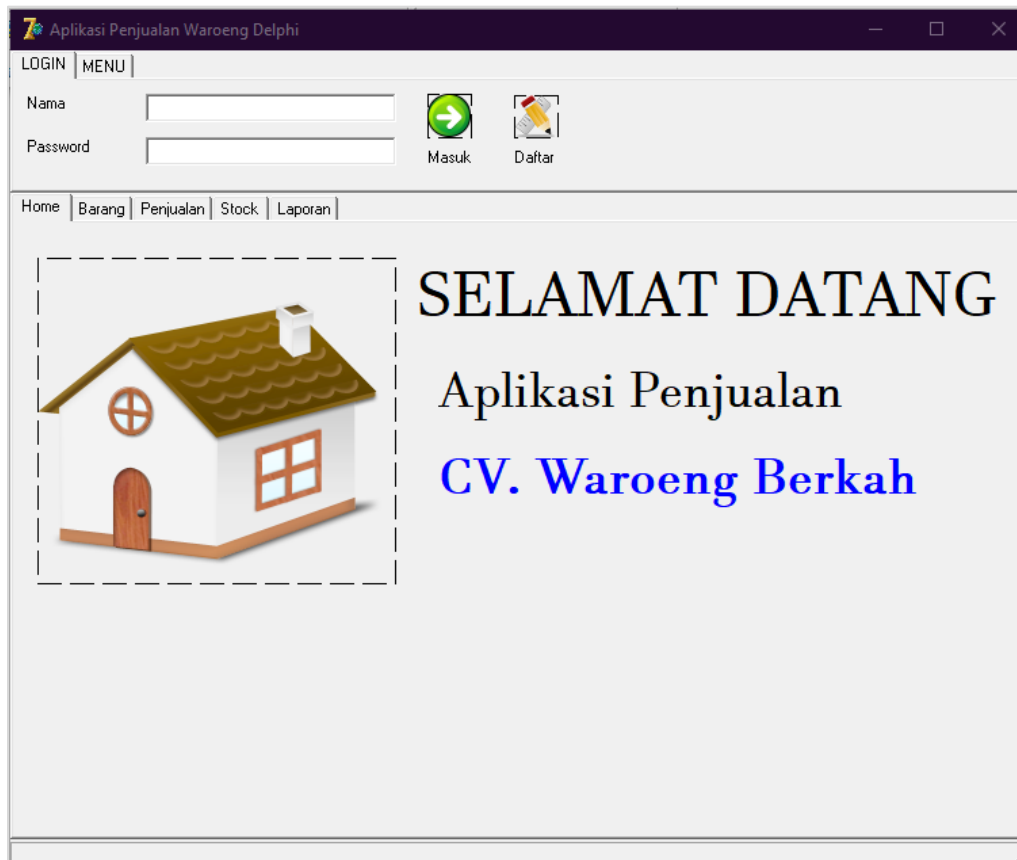 Aplikasi Penjualan Waroeng Delphi
LOGIN MENU
Nama
Password
Masuk Daftar
Home Barang Penjualan Stock Laporan
SELAMAT DATANG
Aplikasi Penjualan
CV. Waroeng Berkah